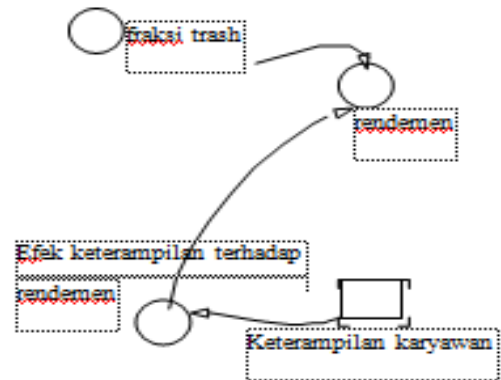 fraksi trash
rendemen
Efek keterampilan terhadap
rendemen
Keterampilan karyawan